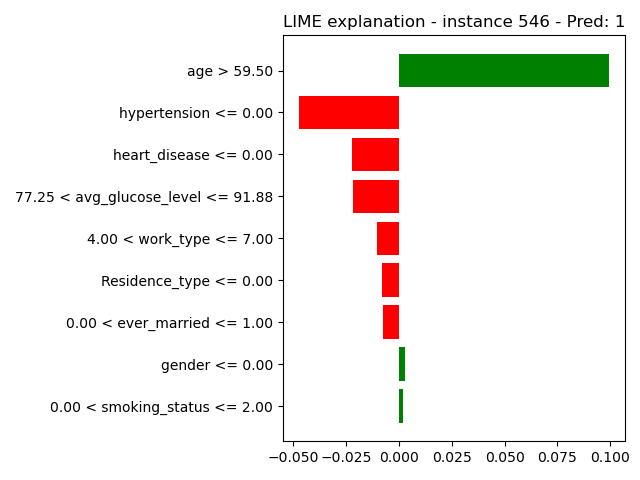 LIME explanation - instance 546 - Pred: 1
age > 59.50
hypertension <= 0.00
heart_disease <= 0.00
77.25 < avg_glucose_level <= 91.88
4.00 < work_type <= 7.00
Residence_type <= 0.00
0.00 < ever_married <= 1.00
gender <= 0.00
0.00 < smoking_status <= 2.00
−0.050 −0.025 0.000 0.025 0.050 0.075 0.100